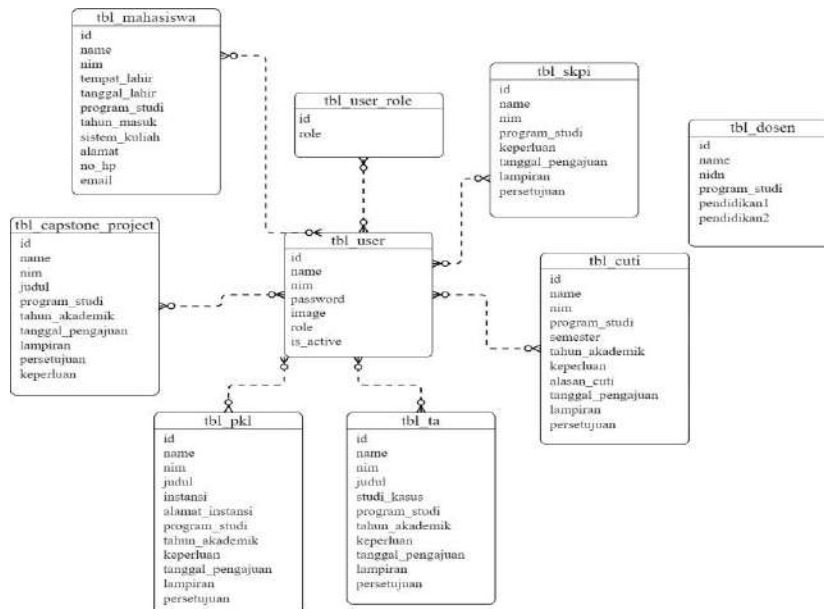 tbl_mahasiswa
id
name
nim
tempat_lahir
tanggal_lahir
program_studi
tahun_masuk
sistem_kuliah
alamat
no_hp
email
tbl_user_role
id
role
tbl_skpi
id
name
nim
program_studi
keperluan
tanggal_pengajuan
lampiran
persetujuan
tbl_dosen
id
name
nidn
program_studi
pendidikan1
pendidikan2
tbl_capstone_project
id
name
nim
judul
program_studi
tahun_akademik
tanggal_pengajuan
lampiran
persetujuan
keperluan
tbl_user
id
name
nim
password
image
role
is_active
tbl_cuti
id
name
nim
program_studi
semester
tahun_akademik
keperluan
alasan_cuti
tanggal_pengajuan
lampiran
persetujuan
tbl_pkl
id
name
nim
judul
instansi
alamat_instansi
program_studi
tahun_akademik
keperluan
tanggal_pengajuan
lampiran
persetujuan
tbl_ta
id
name
nim
judul
studi_kasus
program_studi
tahun_akademik
keperluan
tanggal_pengajuan
lampiran
persetujuan